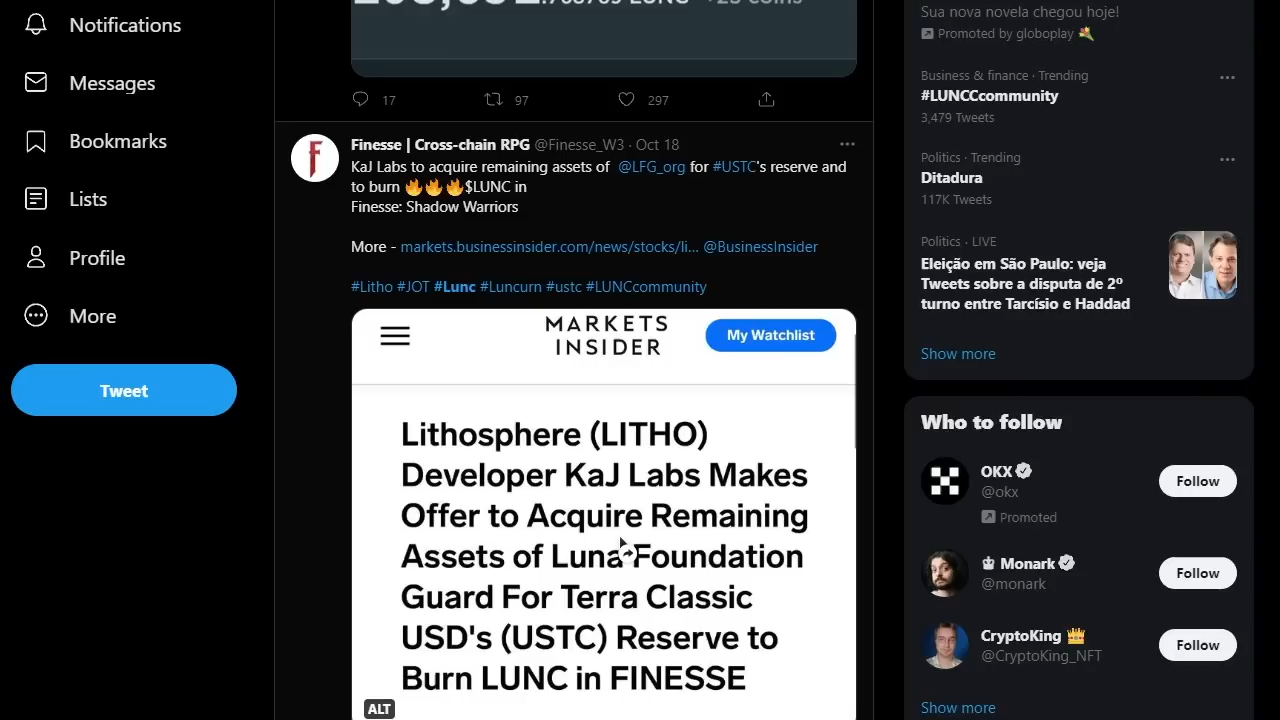 Notifications
Messages
Bookmarks
Lists
Profile
More
Tweet
17 97 297
Finesse | Cross-chain RPG @Finesse_W3 · Oct 18
KaJ Labs to acquire remaining assets of @LFG_org for #USTC's reserve and
to burn 🔥🔥🔥$LUNC in
Finesse: Shadow Warriors
More - markets.businessinsider.com/news/stocks/li... @BusinessInsider
#Litho #JOT #Lunc #Luncurn #ustc #LUNCcommunity
MARKETS
INSIDER
My Watchlist
Lithosphere (LITHO)
Developer KaJ Labs Makes
Offer to Acquire Remaining
Assets of Luna Foundation
Guard For Terra Classic
USD's (USTC) Reserve to
Burn LUNC in FINESSE
ALT
Sua nova novela chegou hoje!
Promoted by globoplay
Business & finance · Trending
#LUNCCcommunity
3,479 Tweets
Politics · Trending
Ditadura
117K Tweets
Politics · LIVE
Eleição em São Paulo: veja
Tweets sobre a disputa de 2º
turno entre Tarcísio e Haddad
Show more
Who to follow
OKX
@okx
Promoted
Follow
Monark
@monark
Follow
CryptoKing 👑
@CryptoKing_NFT
Follow
Show more